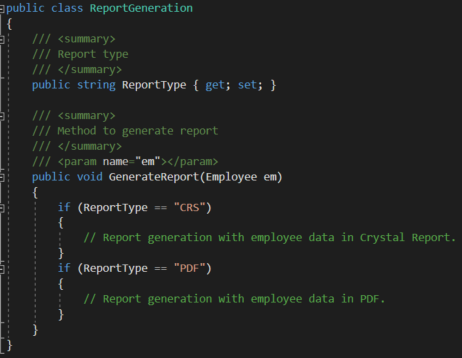 public class ReportGeneration
{
/// <summary>
/// Report type
/// </summary>
public string ReportType { get; set; }
/// <summary>
/// Method to generate report
/// </summary>
/// <param name="em"></param>
public void GenerateReport(Employee em)
{
if (ReportType == "CRS")
{
// Report generation with employee data in Crystal Report.
}
if (ReportType == "PDF")
{
// Report generation with employee data in PDF.
}
}
}